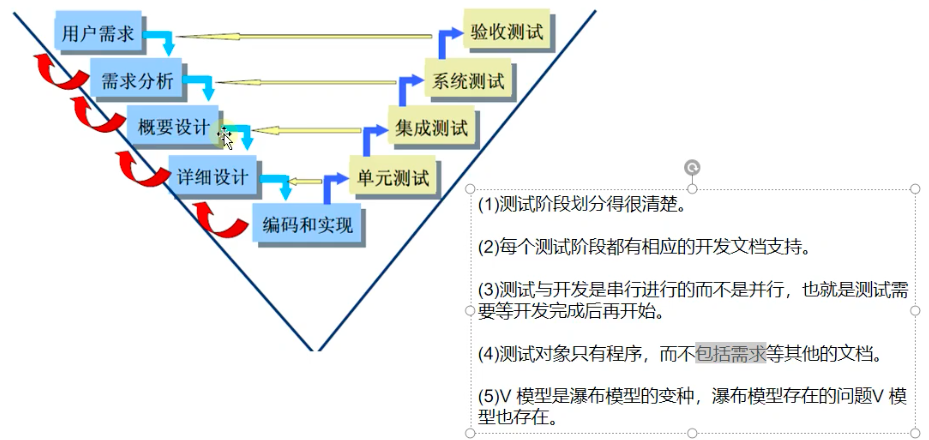 用户需求
验收测试
需求分析
系统测试
概要设计
集成测试
详细设计
单元测试
编码和实现
(1)测试阶段划分得很清楚。
(2)每个测试阶段都有相应的开发文档支持。
(3)测试与开发是串行进行的而不是并行，也就是测试需
要等开发完成后再开始。
(4)测试对象只有程序，而不包括需求等其他的文档。
(5)V 模型是瀑布模型的变种，瀑布模型存在的问题V 模
型也存在。